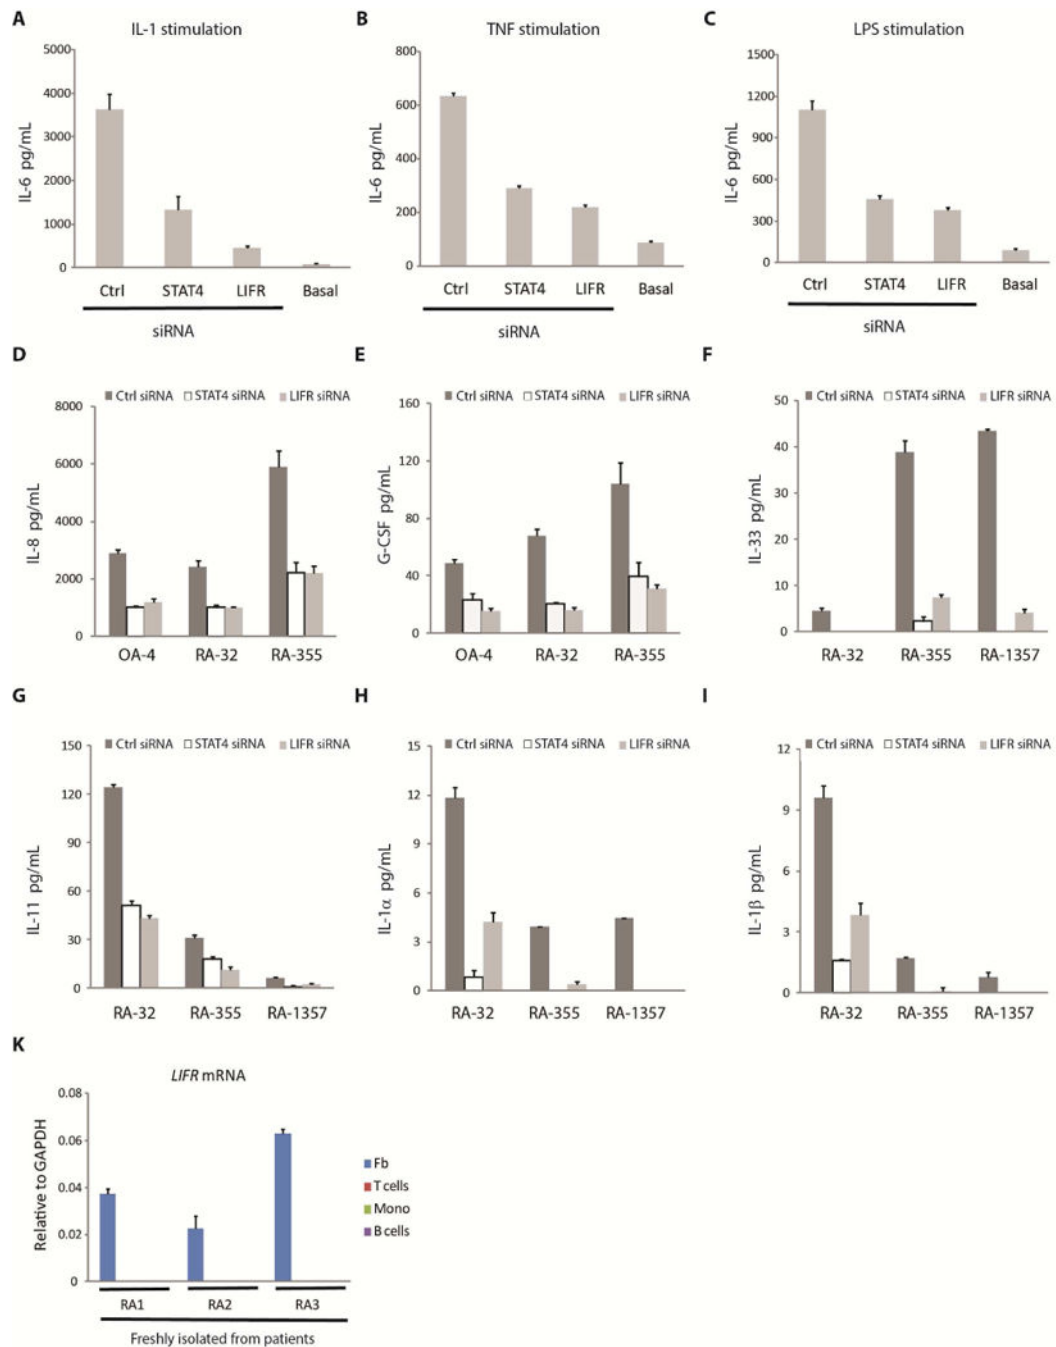 A
IL-1 stimulation
5000
4000
3000
2000
1000
0
IL-6 pg/mL
Ctrl STAT4 LIFR Basal
siRNA
B
TNF stimulation
800
600
400
200
0
IL-6 pg/mL
Ctrl STAT4 LIFR Basal
siRNA
C
LPS stimulation
1500
1200
900
600
300
0
IL-6 pg/mL
Ctrl STAT4 LIFR Basal
siRNA
D
Ctrl siRNA STAT4 siRNA LIFR siRNA
8000
6000
4000
2000
0
IL-8 pg/mL
OA-4 RA-32 RA-355
E
Ctrl siRNA STAT4 siRNA LIFR siRNA
160
120
80
40
0
G-CSF pg/mL
OA-4 RA-32 RA-355
F
Ctrl siRNA STAT4 siRNA LIFR siRNA
50
40
30
20
10
0
IL-33 pg/mL
RA-32 RA-355 RA-1357
G
Ctrl siRNA STAT4 siRNA LIFR siRNA
150
120
90
60
30
0
IL-11 pg/mL
RA-32 RA-355 RA-1357
H
Ctrl siRNA STAT4 siRNA LIFR siRNA
15
12
9
6
3
0
IL-1α pg/mL
RA-32 RA-355 RA-1357
I
Ctrl siRNA STAT4 siRNA LIFR siRNA
12
9
6
3
0
IL-1β pg/mL
RA-32 RA-355 RA-1357
K
LIFR mRNA
0.08
0.06
0.04
0.02
0
Relative to GAPDH
Fb
T cells
Mono
B cells
RA1 RA2 RA3
Freshly isolated from patients